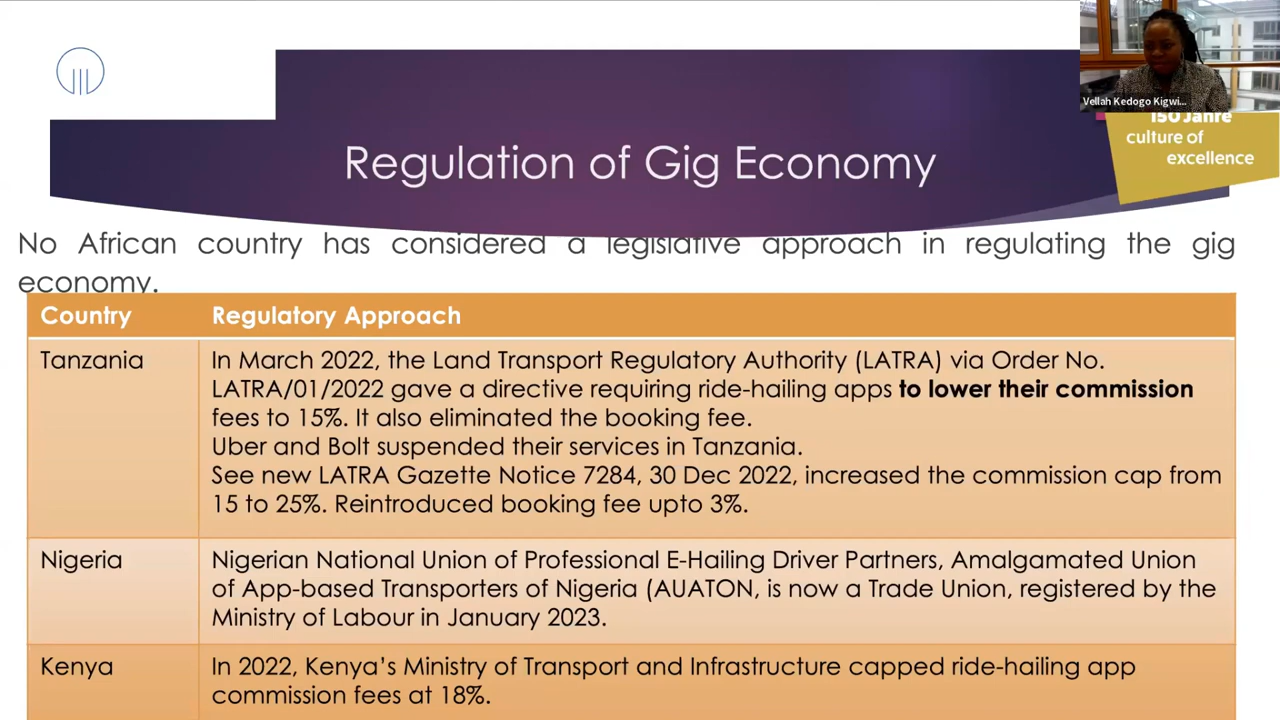 Vellah Kedogo Kigwi...
150 Jahre
culture of
excellence
Regulation of Gig Economy
No African country has considered a legislative approach in regulating the gig
economy.
Country Regulatory Approach
Tanzania In March 2022, the Land Transport Regulatory Authority (LATRA) via Order No.
LATRA/01/2022 gave a directive requiring ride-hailing apps to lower their commission
fees to 15%. It also eliminated the booking fee.
Uber and Bolt suspended their services in Tanzania.
See new LATRA Gazette Notice 7284, 30 Dec 2022, increased the commission cap from
15 to 25%. Reintroduced booking fee upto 3%.
Nigeria Nigerian National Union of Professional E-Hailing Driver Partners, Amalgamated Union
of App-based Transporters of Nigeria (AUATON, is now a Trade Union, registered by the
Ministry of Labour in January 2023.
Kenya In 2022, Kenya's Ministry of Transport and Infrastructure capped ride-hailing app
commission fees at 18%.